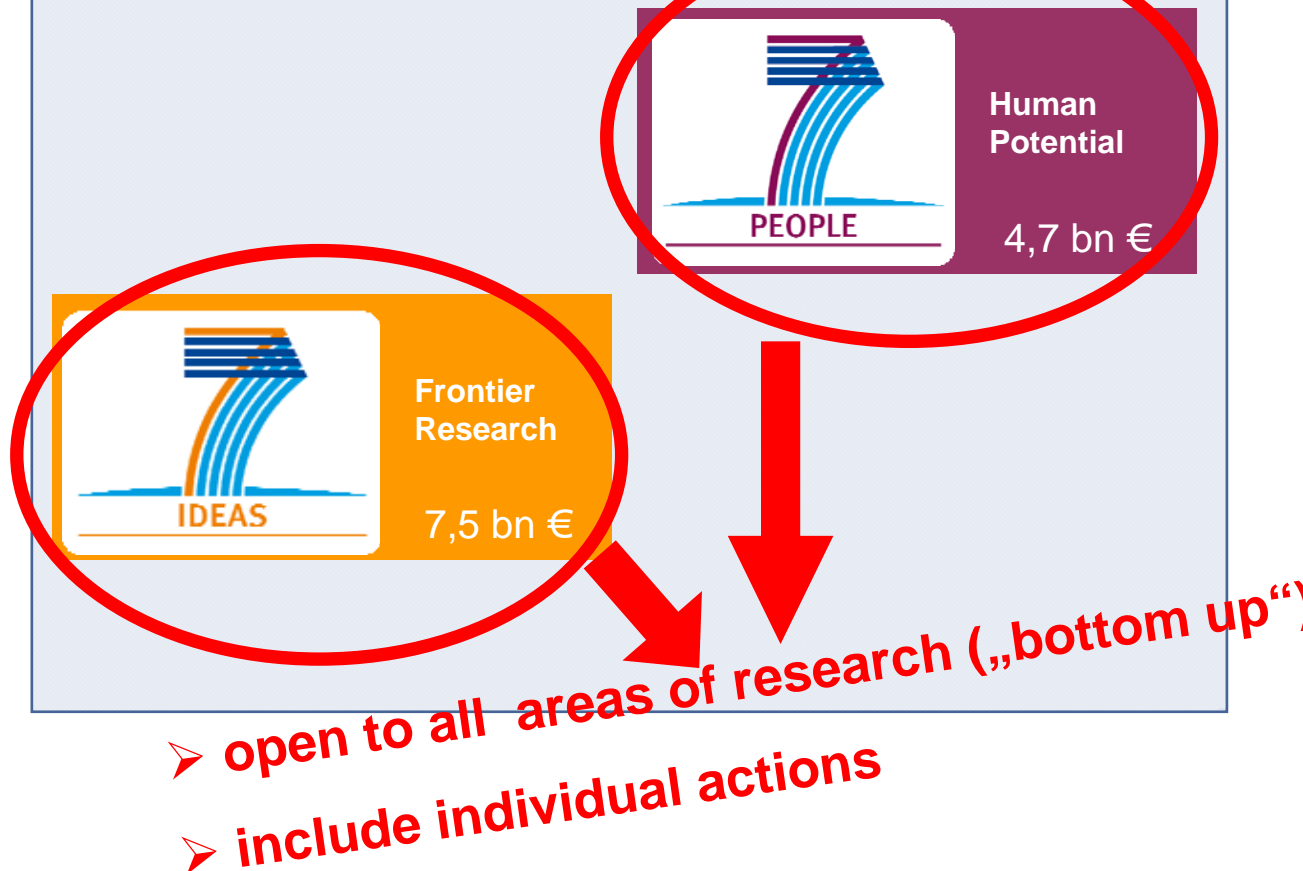 Human
Potential
PEOPLE
4,7 bn €
Frontier
Research
IDEAS
7,5 bn €
➢ open to all  areas of research („bottom up“)
➢ include individual actions